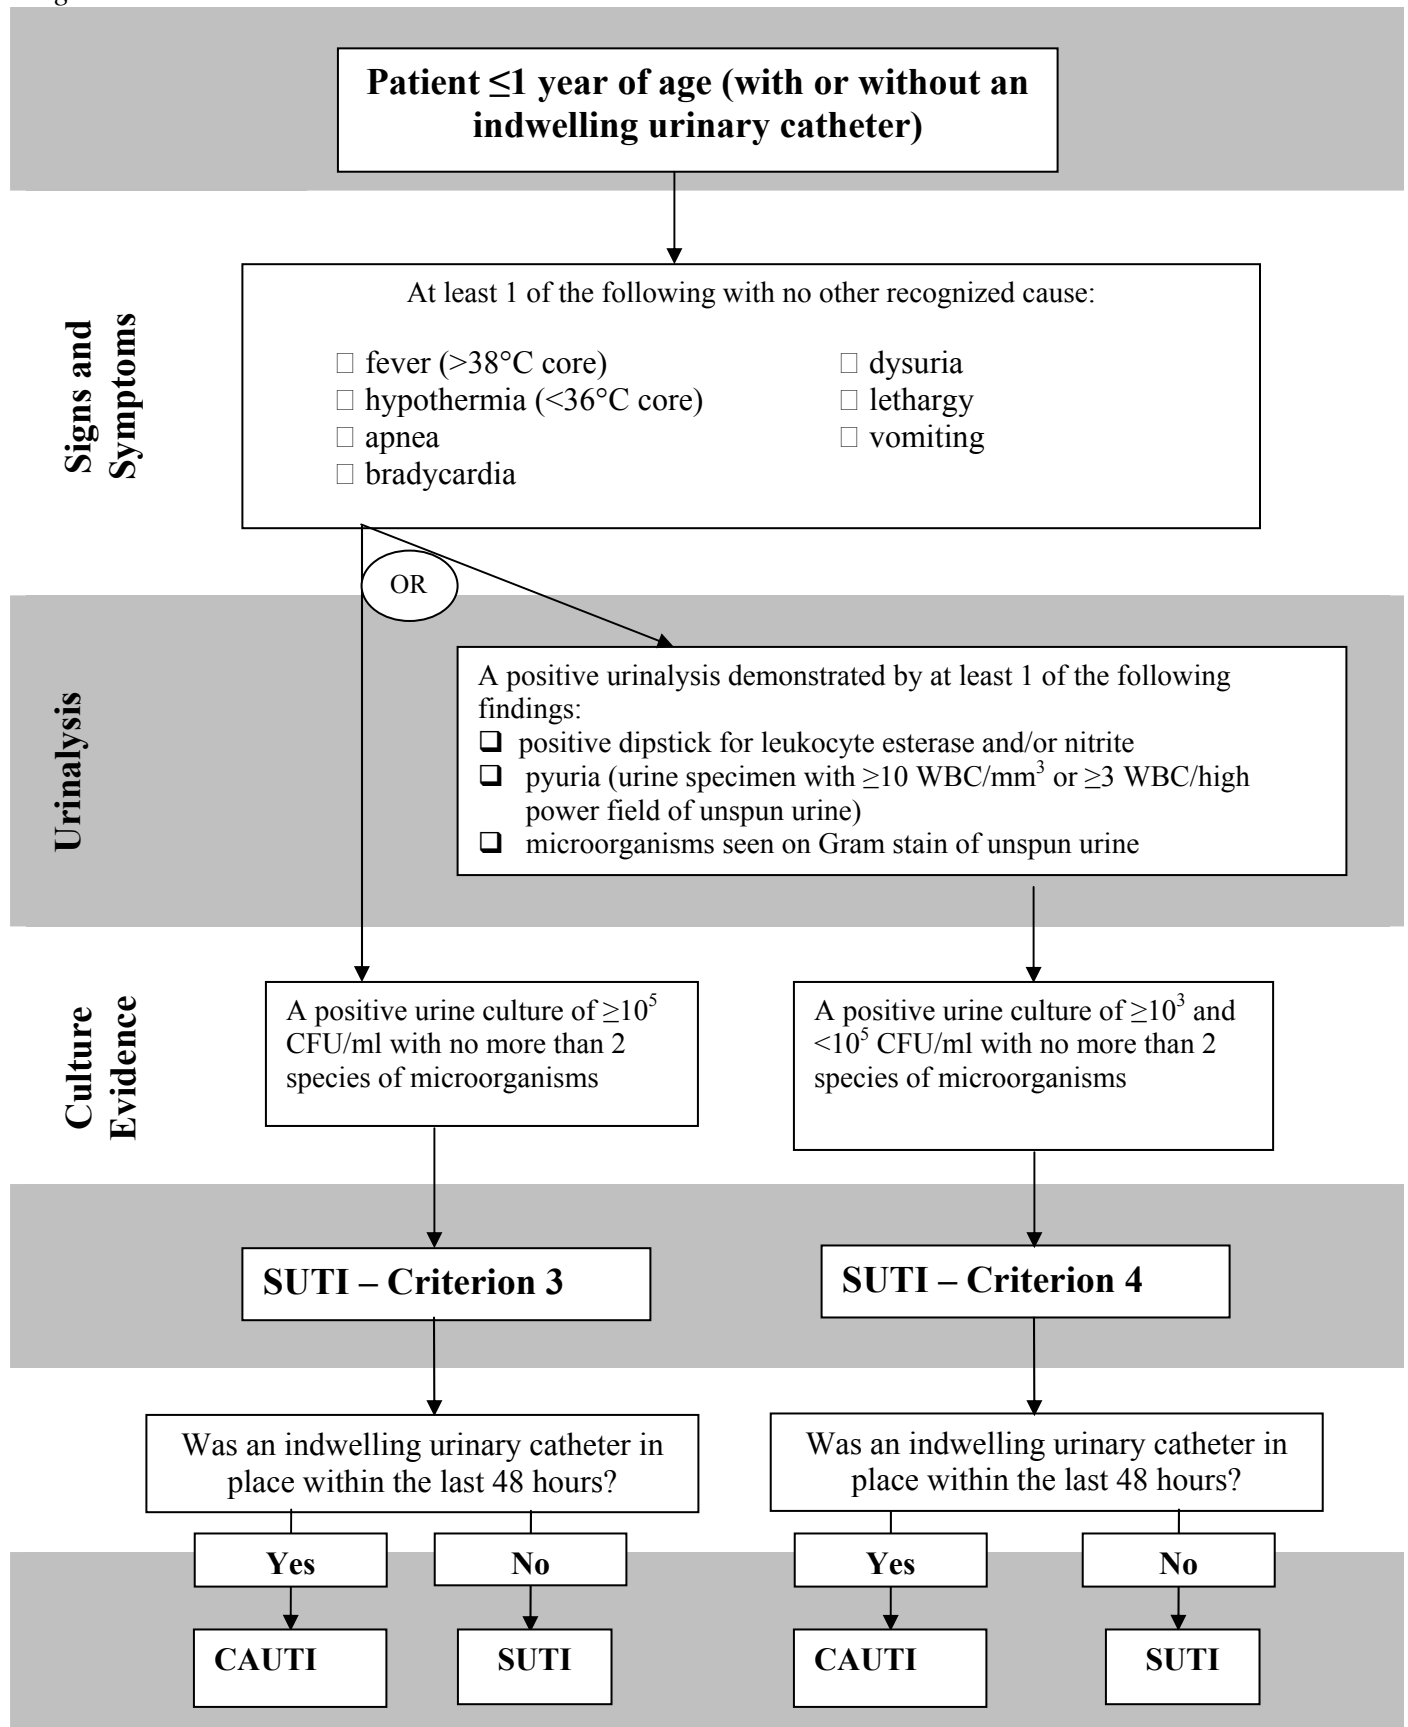 Patient ≤1 year of age (with or without an
indwelling urinary catheter)
Signs and
Symptoms
At least 1 of the following with no other recognized cause:
□ fever (>38°C core)
□ hypothermia (<36°C core)
□ apnea
□ bradycardia
□ dysuria
□ lethargy
□ vomiting
OR
Urinalysis
A positive urinalysis demonstrated by at least 1 of the following
findings:
❑ positive dipstick for leukocyte esterase and/or nitrite
❑ pyuria (urine specimen with ≥10 WBC/mm³ or ≥3 WBC/high
power field of unspun urine)
❑ microorganisms seen on Gram stain of unspun urine
Culture
Evidence
A positive urine culture of ≥10⁵
CFU/ml with no more than 2
species of microorganisms
A positive urine culture of ≥10³ and
<10⁵ CFU/ml with no more than 2
species of microorganisms
SUTI – Criterion 3
SUTI – Criterion 4
Was an indwelling urinary catheter in
place within the last 48 hours?
Was an indwelling urinary catheter in
place within the last 48 hours?
Yes
No
Yes
No
CAUTI
SUTI
CAUTI
SUTI